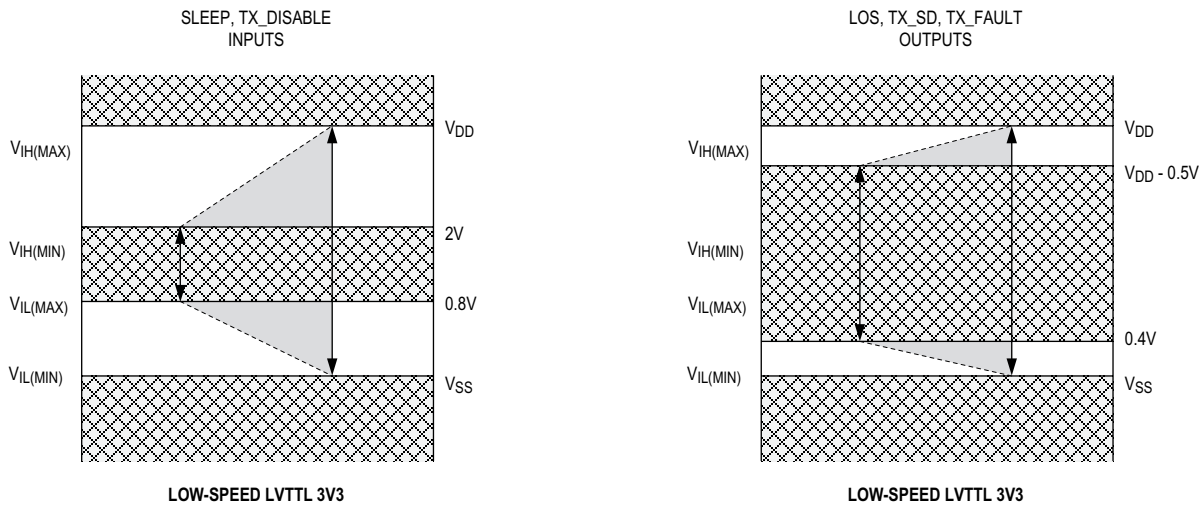 SLEEP, TX_DISABLE
INPUTS
VIH(MAX)
VIH(MIN)
VIL(MAX)
VIL(MIN)
VDD
2V
0.8V
VSS
LOW-SPEED LVTTL 3V3
LOS, TX_SD, TX_FAULT
OUTPUTS
VIH(MAX)
VIH(MIN)
VIL(MAX)
VIL(MIN)
VDD
VDD - 0.5V
0.4V
VSS
LOW-SPEED LVTTL 3V3